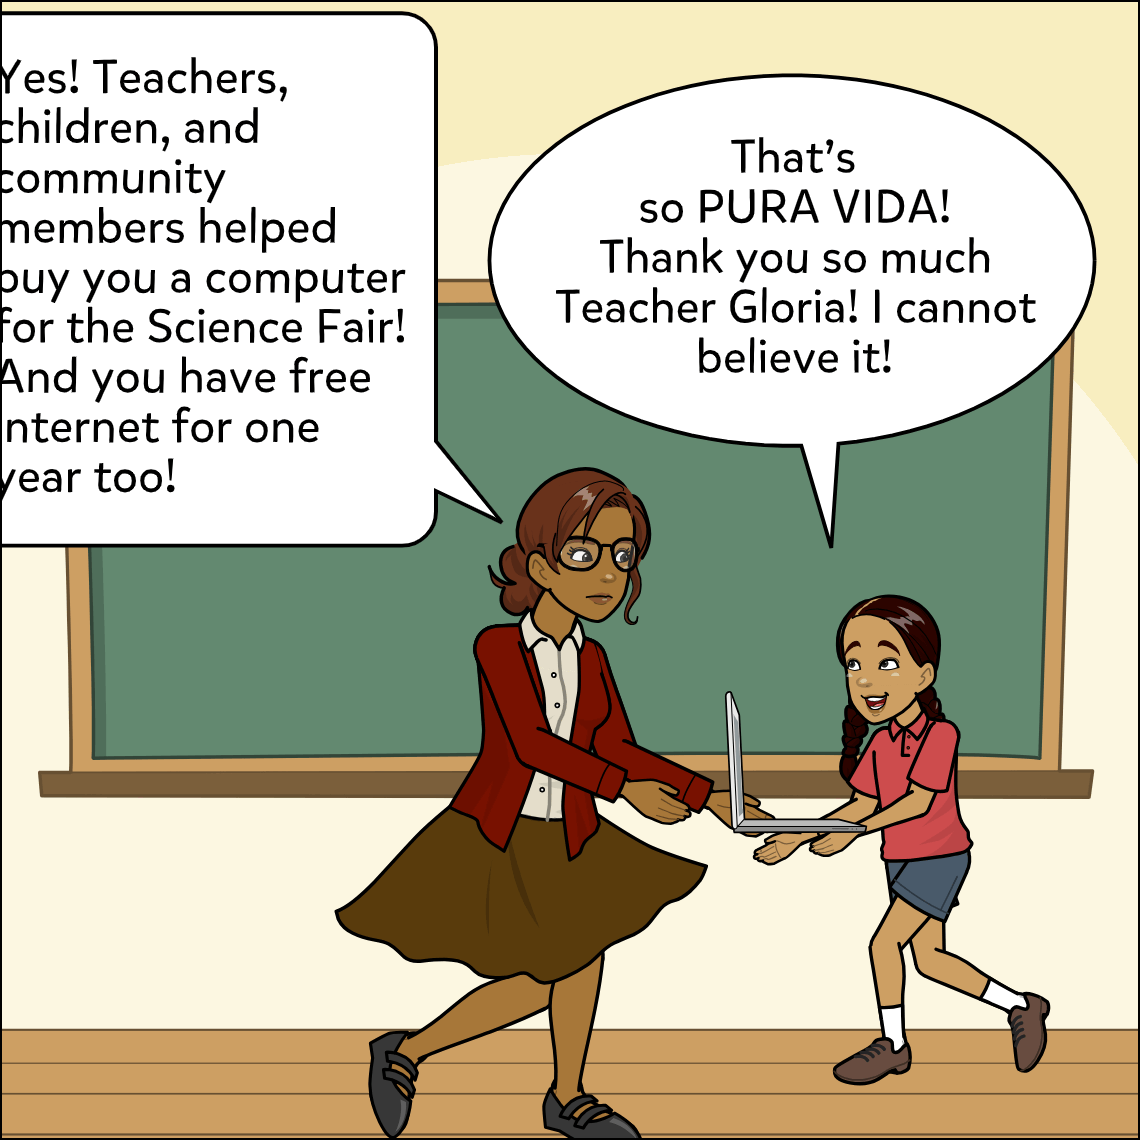 Yes! Teachers,
children, and
community
members helped
buy you a computer
for the Science Fair!
And you have free
internet for one
year too!
That’s
so PURA VIDA!
Thank you so much
Teacher Gloria! I cannot
believe it!